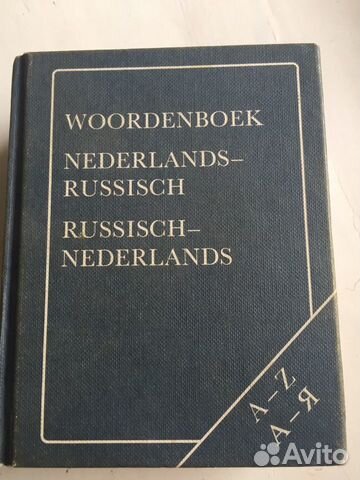 WOORDENBOEK
NEDERLANDS–
RUSSISCH
RUSSISCH–
NEDERLANDS
A–Z
А–Я
Avito